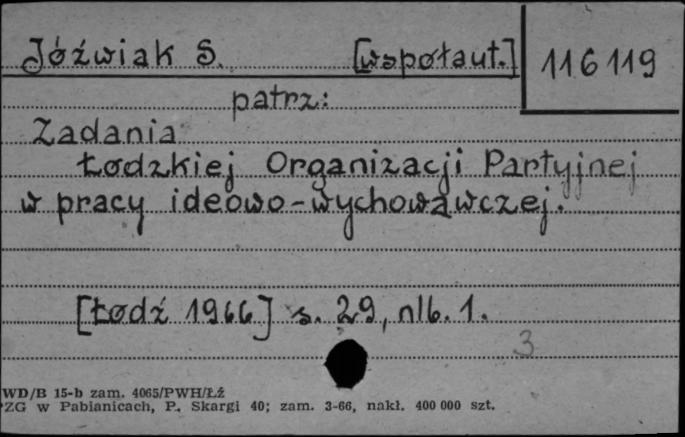 Jóźwiak S. [współaut.] 116119
patrz:
Zadania
Łódzkiej Organizacji Partyjnej
w pracy ideowo-wychowawczej.
[Łódź 1966] s. 29, nlb. 1.
3
WD/B 15-b zam. 4065/PWH/Łź
ZG w Pabianicach, P. Skargi 40; zam. 3-66, nakł. 400 000 szt.